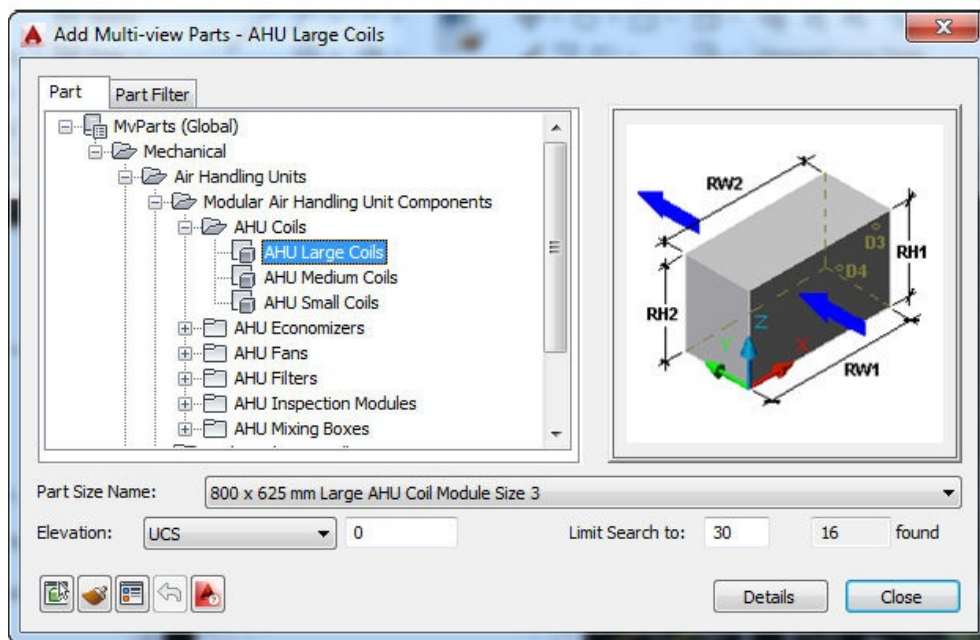 Add Multi-view Parts - AHU Large Coils
Part
Part Filter
MvParts (Global)
Mechanical
Air Handling Units
Modular Air Handling Unit Components
AHU Coils
AHU Large Coils
AHU Medium Coils
AHU Small Coils
AHU Economizers
AHU Fans
AHU Filters
AHU Inspection Modules
AHU Mixing Boxes
RW2
D3
RH1
D4
RH2
Z
Y
X
RW1
Part Size Name: 800 x 625 mm Large AHU Coil Module Size 3
Elevation: UCS 0 Limit Search to: 30 16 found
Details Close